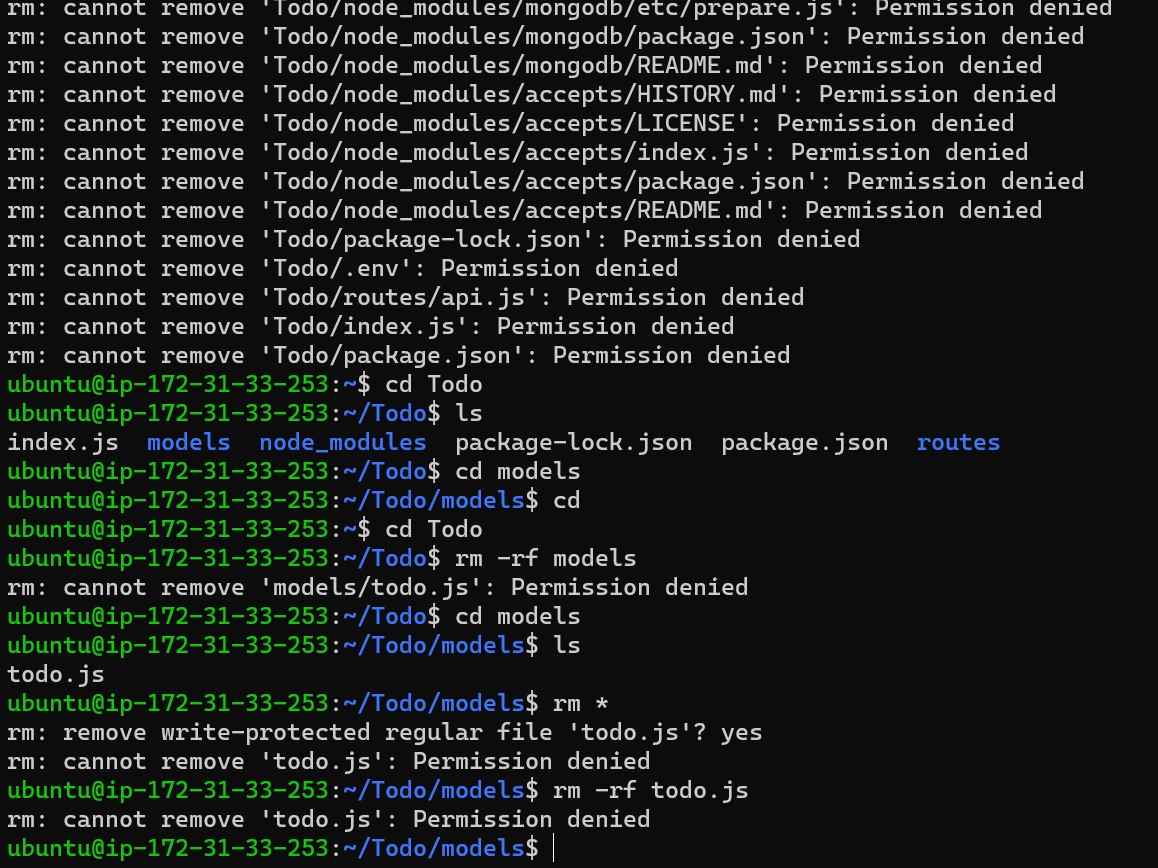 rm: cannot remove 'Todo/node_modules/mongodb/etc/prepare.js': Permission denied
rm: cannot remove 'Todo/node_modules/mongodb/package.json': Permission denied
rm: cannot remove 'Todo/node_modules/mongodb/README.md': Permission denied
rm: cannot remove 'Todo/node_modules/accepts/HISTORY.md': Permission denied
rm: cannot remove 'Todo/node_modules/accepts/LICENSE': Permission denied
rm: cannot remove 'Todo/node_modules/accepts/index.js': Permission denied
rm: cannot remove 'Todo/node_modules/accepts/package.json': Permission denied
rm: cannot remove 'Todo/node_modules/accepts/README.md': Permission denied
rm: cannot remove 'Todo/package-lock.json': Permission denied
rm: cannot remove 'Todo/.env': Permission denied
rm: cannot remove 'Todo/routes/api.js': Permission denied
rm: cannot remove 'Todo/index.js': Permission denied
rm: cannot remove 'Todo/package.json': Permission denied
ubuntu@ip-172-31-33-253:~$ cd Todo
ubuntu@ip-172-31-33-253:~/Todo$ ls
index.js  models  node_modules  package-lock.json  package.json  routes
ubuntu@ip-172-31-33-253:~/Todo$ cd models
ubuntu@ip-172-31-33-253:~/Todo/models$ cd
ubuntu@ip-172-31-33-253:~$ cd Todo
ubuntu@ip-172-31-33-253:~/Todo$ rm -rf models
rm: cannot remove 'models/todo.js': Permission denied
ubuntu@ip-172-31-33-253:~/Todo$ cd models
ubuntu@ip-172-31-33-253:~/Todo/models$ ls
todo.js
ubuntu@ip-172-31-33-253:~/Todo/models$ rm *
rm: remove write-protected regular file 'todo.js'? yes
rm: cannot remove 'todo.js': Permission denied
ubuntu@ip-172-31-33-253:~/Todo/models$ rm -rf todo.js
rm: cannot remove 'todo.js': Permission denied
ubuntu@ip-172-31-33-253:~/Todo/models$